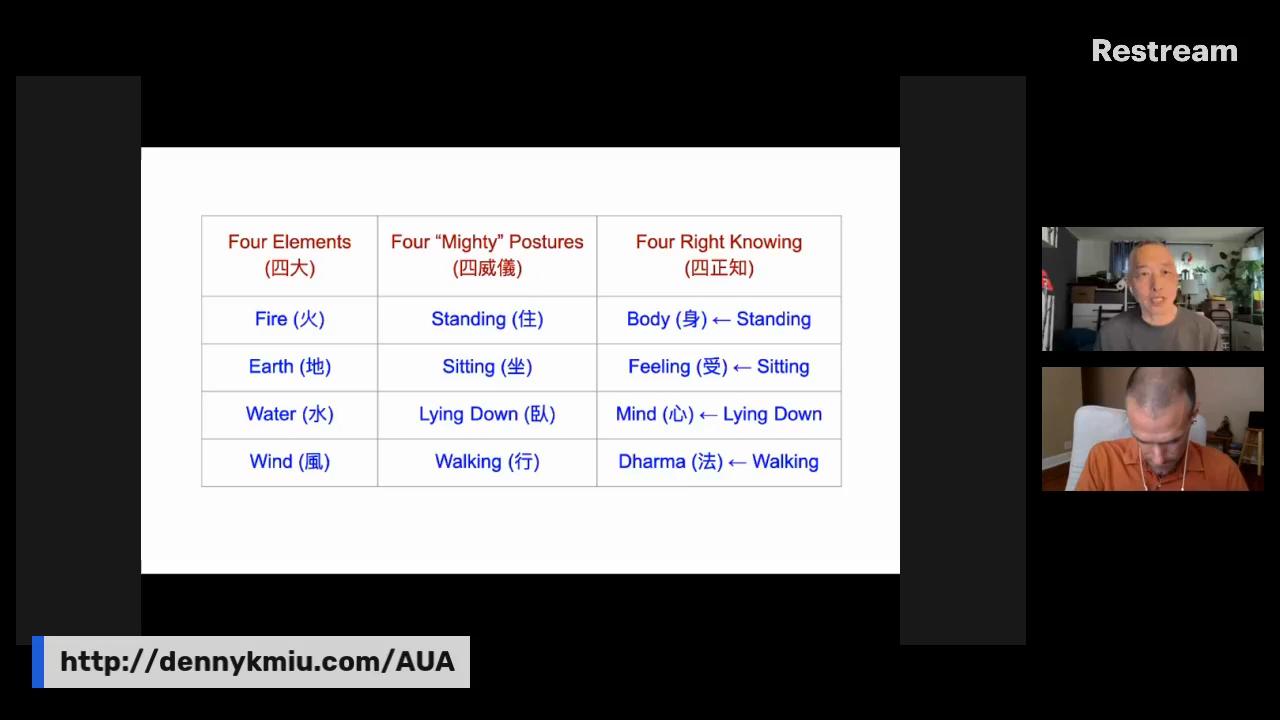 Restream
Four Elements
(四大)
Four “Mighty” Postures
(四威儀)
Four Right Knowing
(四正知)
Fire (火)
Standing (住)
Body (身) ← Standing
Earth (地)
Sitting (坐)
Feeling (受) ← Sitting
Water (水)
Lying Down (臥)
Mind (心) ← Lying Down
Wind (風)
Walking (行)
Dharma (法) ← Walking
http://dennykmiu.com/AUA